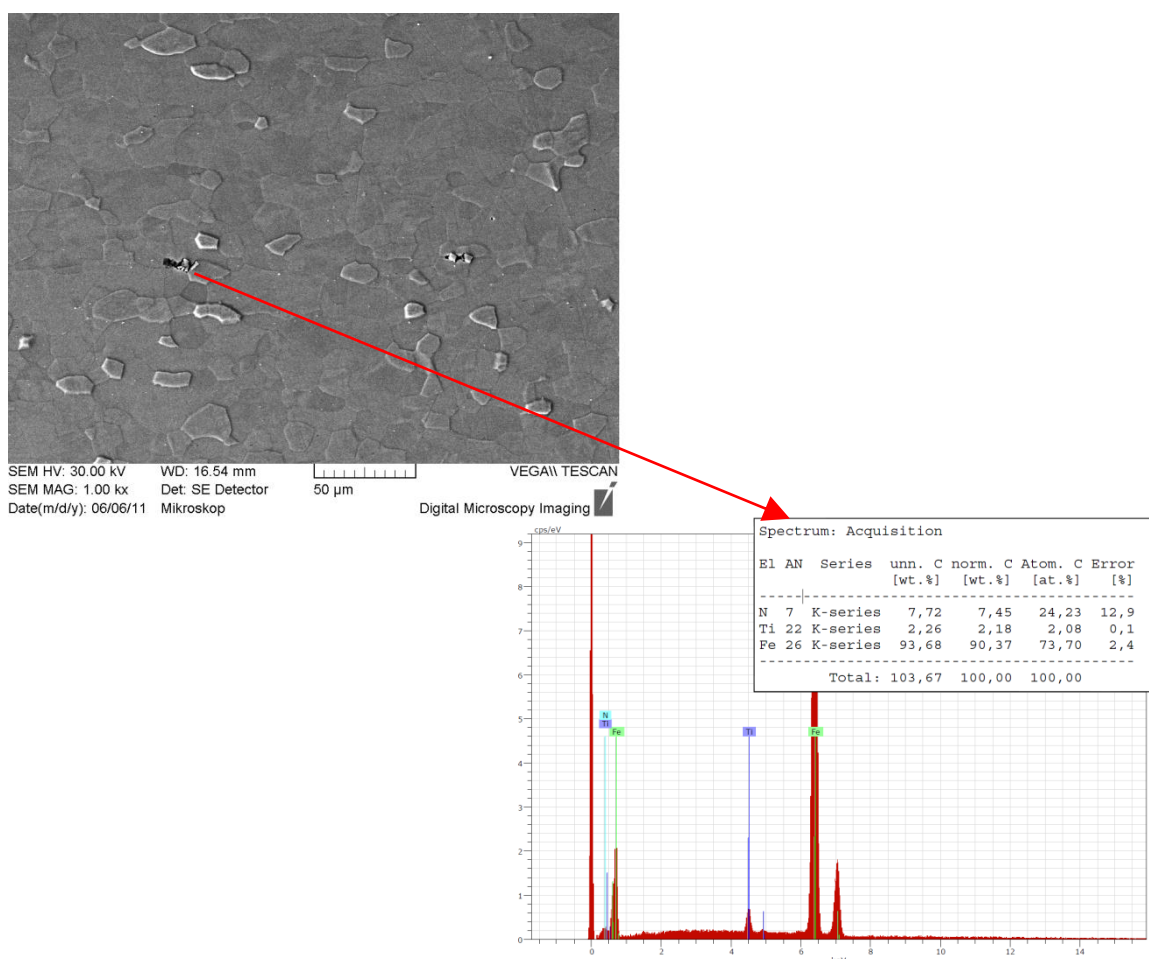 SEM HV: 30.00 kV WD: 16.54 mm VEGA\\ TESCAN
SEM MAG: 1.00 kx Det: SE Detector 50 µm
Date(m/d/y): 06/06/11 Mikroskop Digital Microscopy Imaging
Spectrum: Acquisition
El AN Series unn. C norm. C Atom. C Error
[wt.%] [wt.%] [at.%] [%]
N 7 K-series 7,72 7,45 24,23 12,9
Ti 22 K-series 2,26 2,18 2,08 0,1
Fe 26 K-series 93,68 90,37 73,70 2,4
Total: 103,67 100,00 100,00
cps/eV
9
8
7
6
5
4
3
2
1
0
N
Ti
Fe
Ti
Fe
0 2 4 6 8 10 12 14